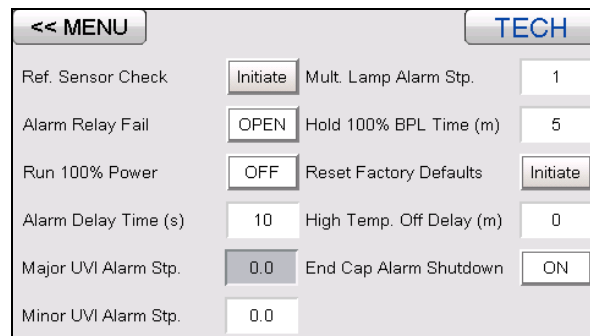 << MENU TECH
Ref. Sensor Check Initiate Mult. Lamp Alarm Stp. 1
Alarm Relay Fail OPEN Hold 100% BPL Time (m) 5
Run 100% Power OFF Reset Factory Defaults Initiate
Alarm Delay Time (s) 10 High Temp. Off Delay (m) 0
Major UVI Alarm Stp. 0.0 End Cap Alarm Shutdown ON
Minor UVI Alarm Stp. 0.0